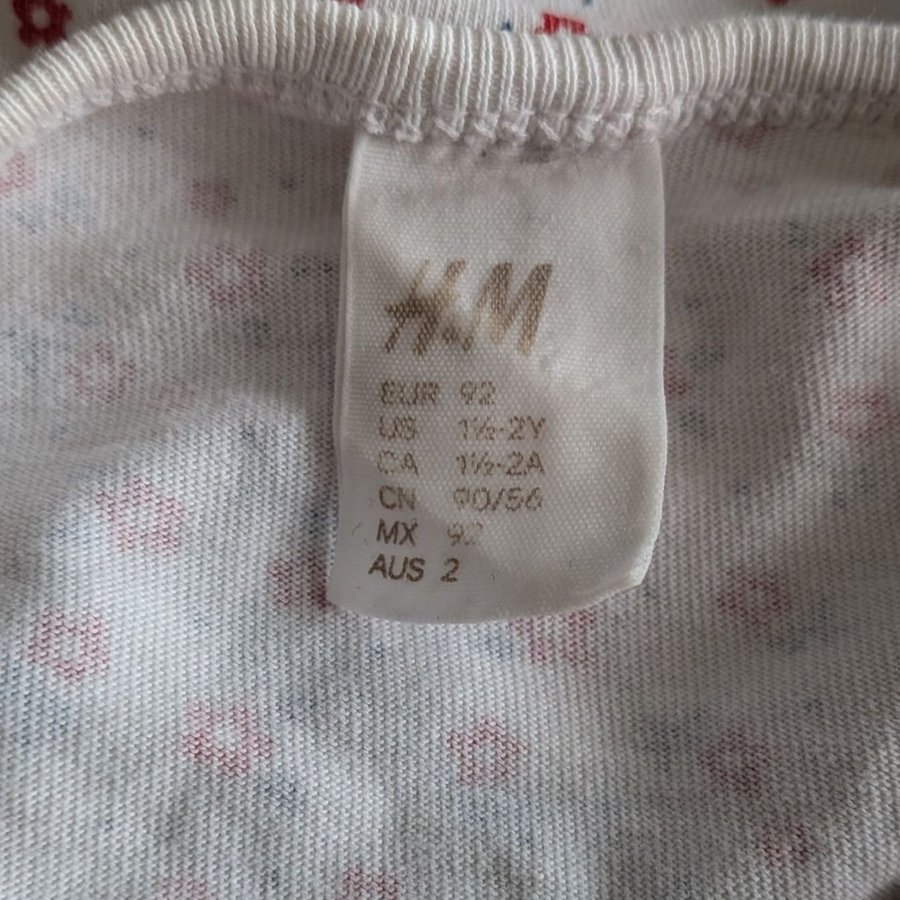 H&M
EUR 92
US 1½-2Y
CA 1½-2A
CN 90/56
MX 92
AUS 2